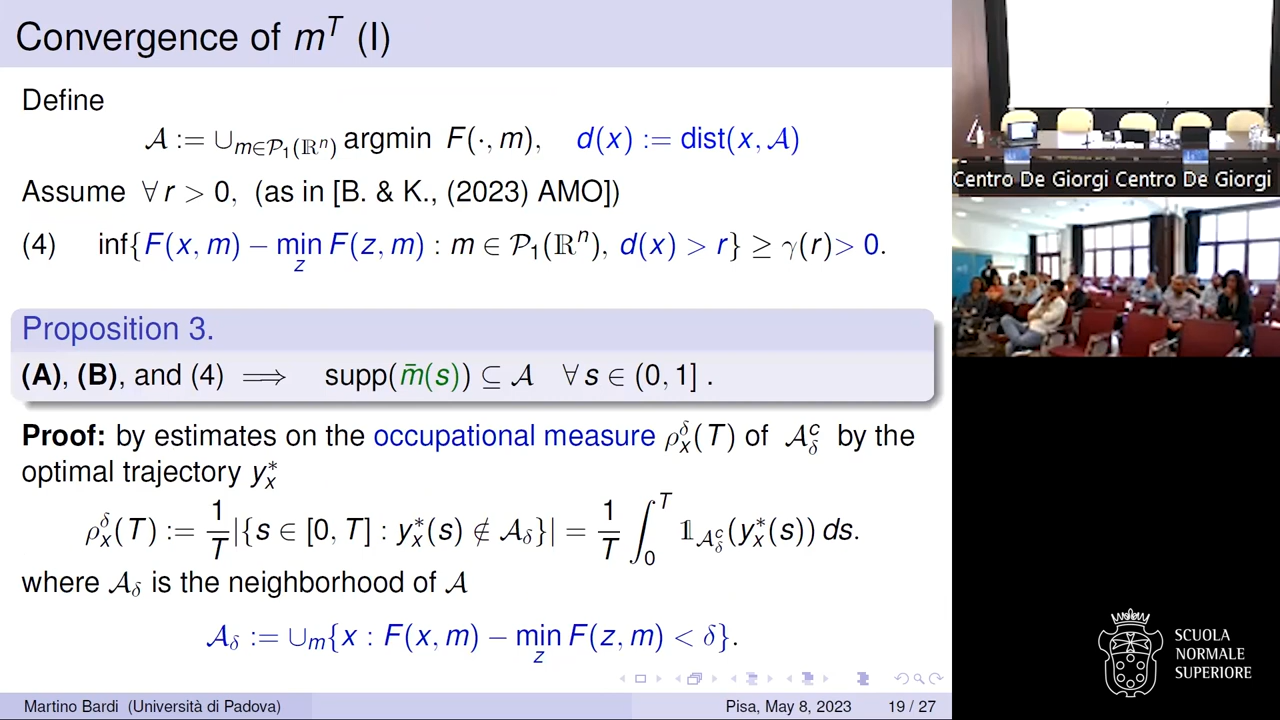 Convergence of m^T (I)
Define
𝒜 := ∪_{m∈𝒫₁(ℝⁿ)} argmin F(·, m),    d(x) := dist(x, 𝒜)
Assume ∀ r > 0, (as in [B. & K., (2023) AMO])
(4)    inf{F(x, m) − min_z F(z, m) : m ∈ 𝒫₁(ℝⁿ), d(x) > r} ≥ γ(r) > 0.
Proposition 3.
(A), (B), and (4) ⟹ supp(m̄(s)) ⊆ 𝒜 ∀ s ∈ (0, 1] .
Proof: by estimates on the occupational measure ρ_x^δ(T) of 𝒜_δ^c by the
optimal trajectory y_x^*
ρ_x^δ(T) := 1/T |{s ∈ [0, T] : y_x^*(s) ∉ 𝒜_δ}| = 1/T ∫_0^T 𝟙_{𝒜_δ^c}(y_x^*(s)) ds.
where 𝒜_δ is the neighborhood of 𝒜
𝒜_δ := ∪_m{x : F(x, m) − min_z F(z, m) < δ}.
Martino Bardi (Università di Padova)
Pisa, May 8, 2023
19 / 27
Centro De Giorgi Centro De Giorgi
SCUOLA
NORMALE
SUPERIORE